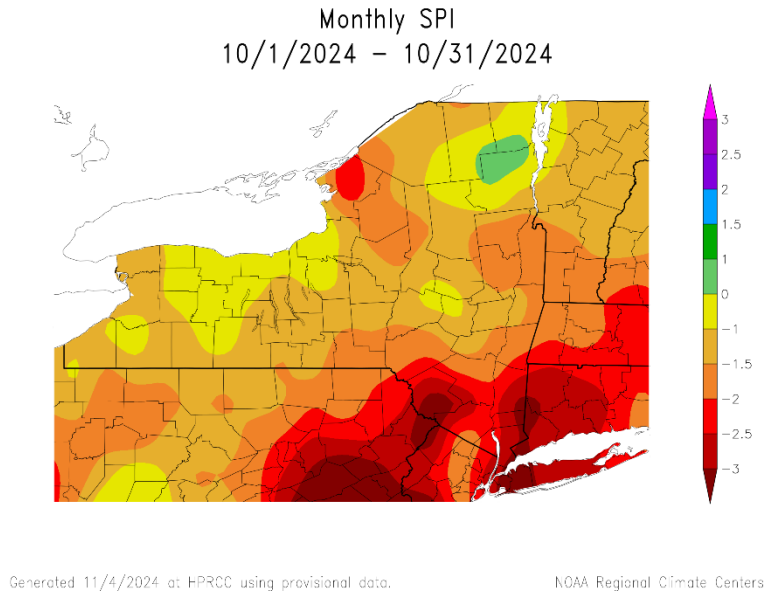 Monthly SPI
10/1/2024 – 10/31/2024
3
2.5
2
1.5
1
0
−1
−1.5
−2
−2.5
−3
Generated 11/4/2024 at HPRCC using provisional data.
NOAA Regional Climate Centers